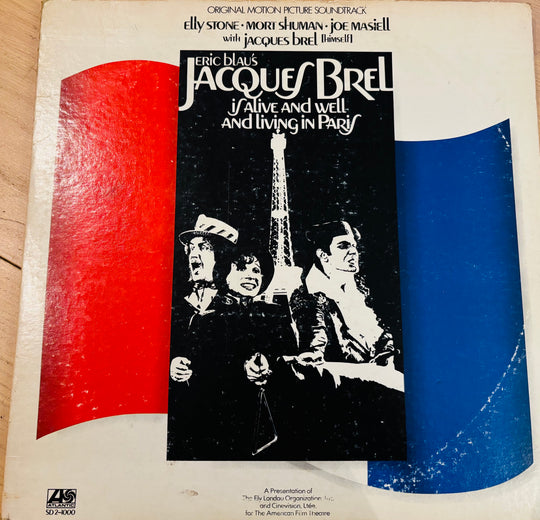 ORIGINAL MOTION PICTURE SOUNDTRACK
elly STONE • MORT SHUMAN • JOE MASIELL
with JACQUES BREL [himself]
ERIC BLAU'S
JACQUES BREL
iS ALIVE AND WELL
AND LIVING IN PARIS
ATLANTIC
SD 2-1000
A Presentation of
The Ely Landau Organization, Inc.
and Cinevision, Ltée.
for The American Film Theatre